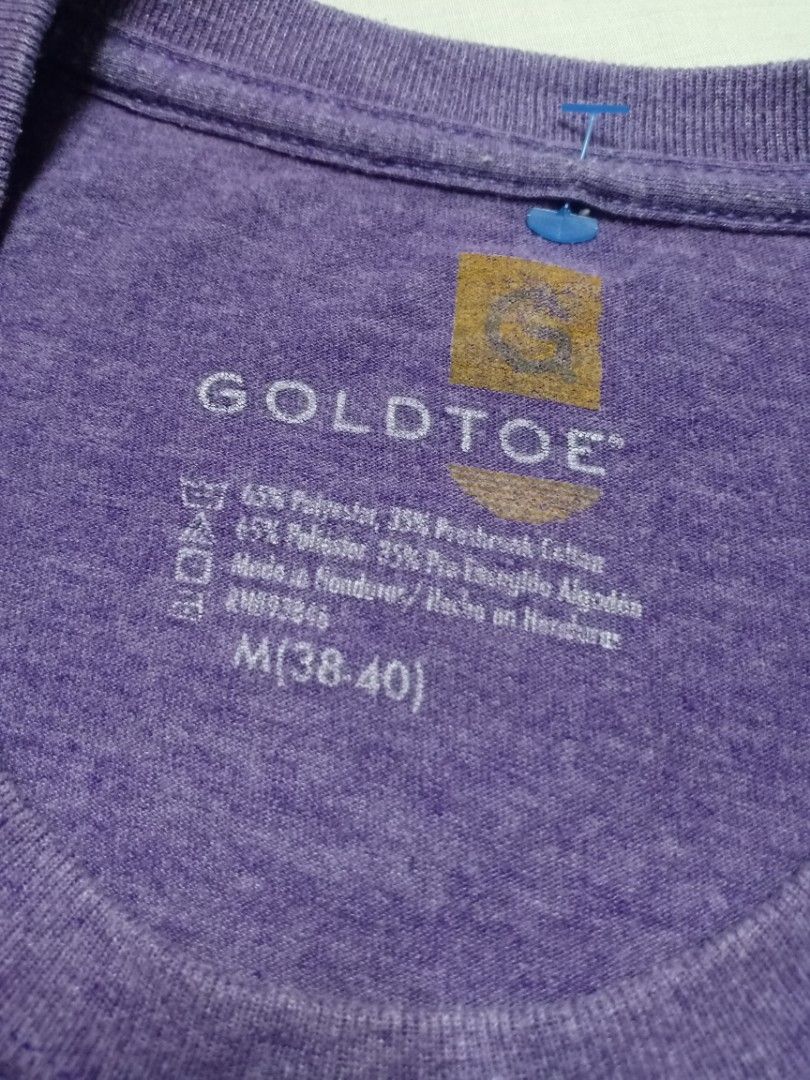 G
GOLDTOE®
65% Polyester, 35% Preshrunk Cotton
65% Poliéster, 35% Pre-Encogido Algodón
Made in Honduras/ Hecho en Honduras
M(38-40)